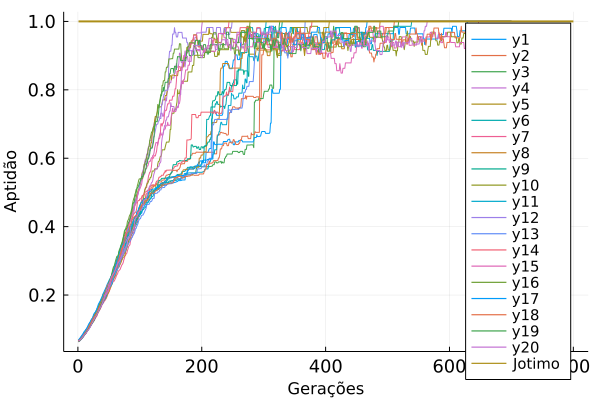 1.0
0.8
0.6
0.4
0.2
Aptidão
0
200
400
600
Gerações
y1
y2
y3
y4
y5
y6
y7
y8
y9
y10
y11
y12
y13
y14
y15
y16
y17
y18
y19
y20
Jotimo